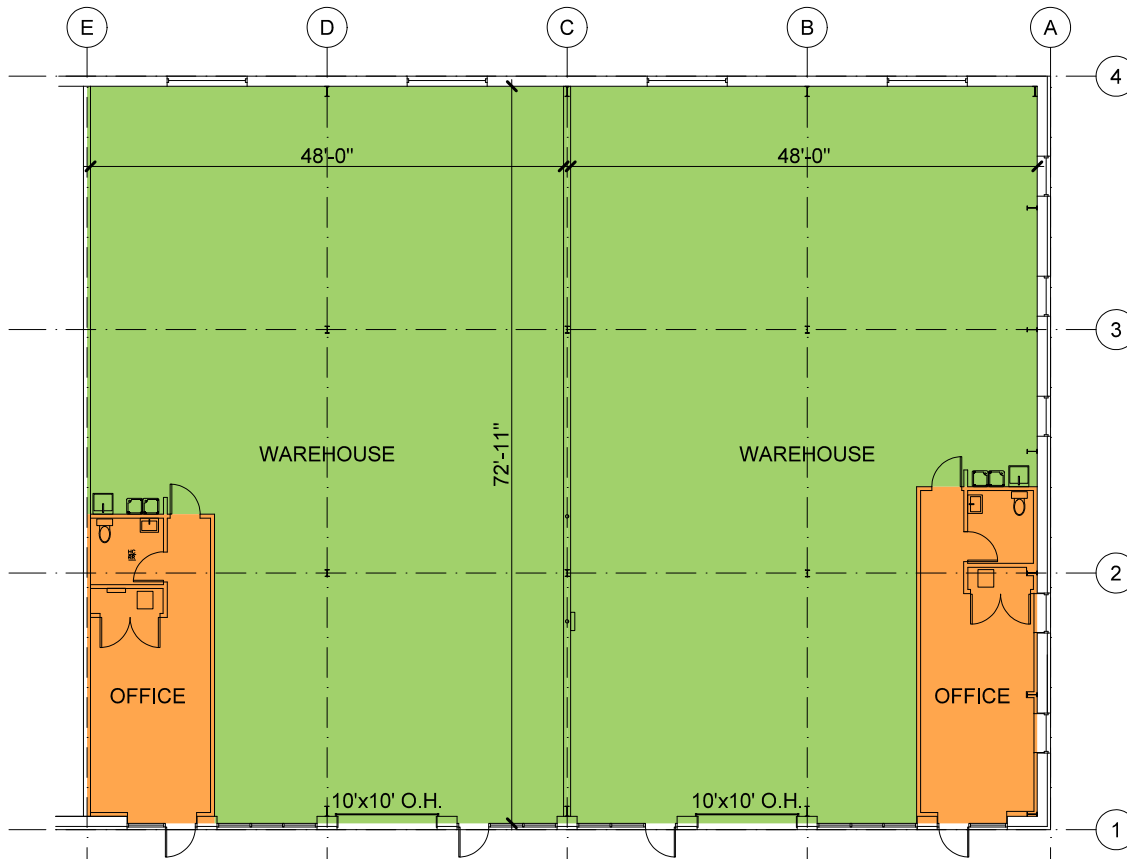 E D C B A
4
48'-0" 48'-0"
3
72'-11"
WAREHOUSE WAREHOUSE
2
OFFICE OFFICE
10'x10' O.H. 10'x10' O.H.
1